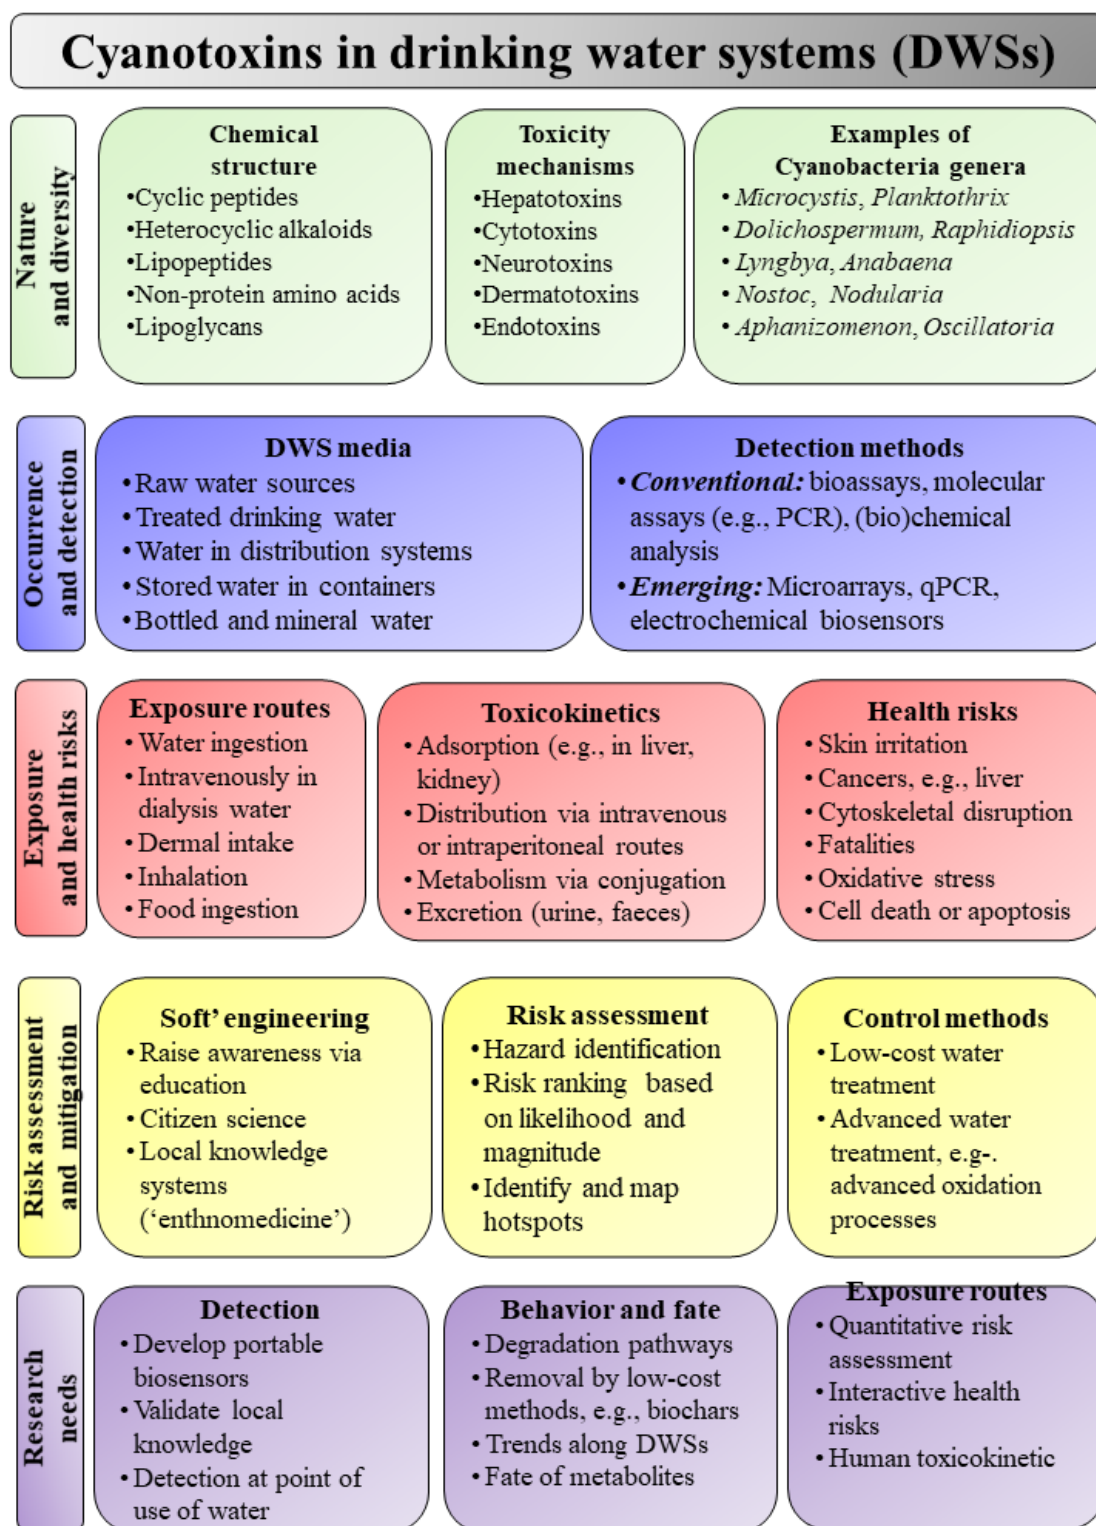 Cyanotoxins in drinking water systems (DWSs)
Nature
and diversity
Chemical
structure
•Cyclic peptides
•Heterocyclic alkaloids
•Lipopeptides
•Non-protein amino acids
•Lipoglycans
Toxicity
mechanisms
•Hepatotoxins
•Cytotoxins
•Neurotoxins
•Dermatotoxins
•Endotoxins
Examples of
Cyanobacteria genera
• Microcystis, Planktothrix
• Dolichospermum, Raphidiopsis
• Lyngbya, Anabaena
• Nostoc, Nodularia
• Aphanizomenon, Oscillatoria
Occurrence
and detection
DWS media
• Raw water sources
• Treated drinking water
• Water in distribution systems
• Stored water in containers
• Bottled and mineral water
Detection methods
• Conventional: bioassays, molecular
assays (e.g., PCR), (bio)chemical
analysis
• Emerging: Microarrays, qPCR,
electrochemical biosensors
Exposure
and health risks
Exposure routes
• Water ingestion
• Intravenously in
dialysis water
• Dermal intake
• Inhalation
• Food ingestion
Toxicokinetics
• Adsorption (e.g., in liver,
kidney)
• Distribution via intravenous
or intraperitoneal routes
• Metabolism via conjugation
• Excretion (urine, faeces)
Health risks
• Skin irritation
• Cancers, e.g., liver
• Cytoskeletal disruption
• Fatalities
• Oxidative stress
• Cell death or apoptosis
Risk assessment
and mitigation
Soft’ engineering
• Raise awareness via
education
• Citizen science
• Local knowledge
systems
(‘enthnomedicine’)
Risk assessment
• Hazard identification
• Risk ranking based
on likelihood and
magnitude
• Identify and map
hotspots
Control methods
• Low-cost water
treatment
• Advanced water
treatment, e.g-.
advanced oxidation
processes
Research
needs
Detection
• Develop portable
biosensors
• Validate local
knowledge
• Detection at point of
use of water
Behavior and fate
• Degradation pathways
• Removal by low-cost
methods, e.g., biochars
• Trends along DWSs
• Fate of metabolites
Exposure routes
• Quantitative risk
assessment
• Interactive health
risks
• Human toxicokinetic